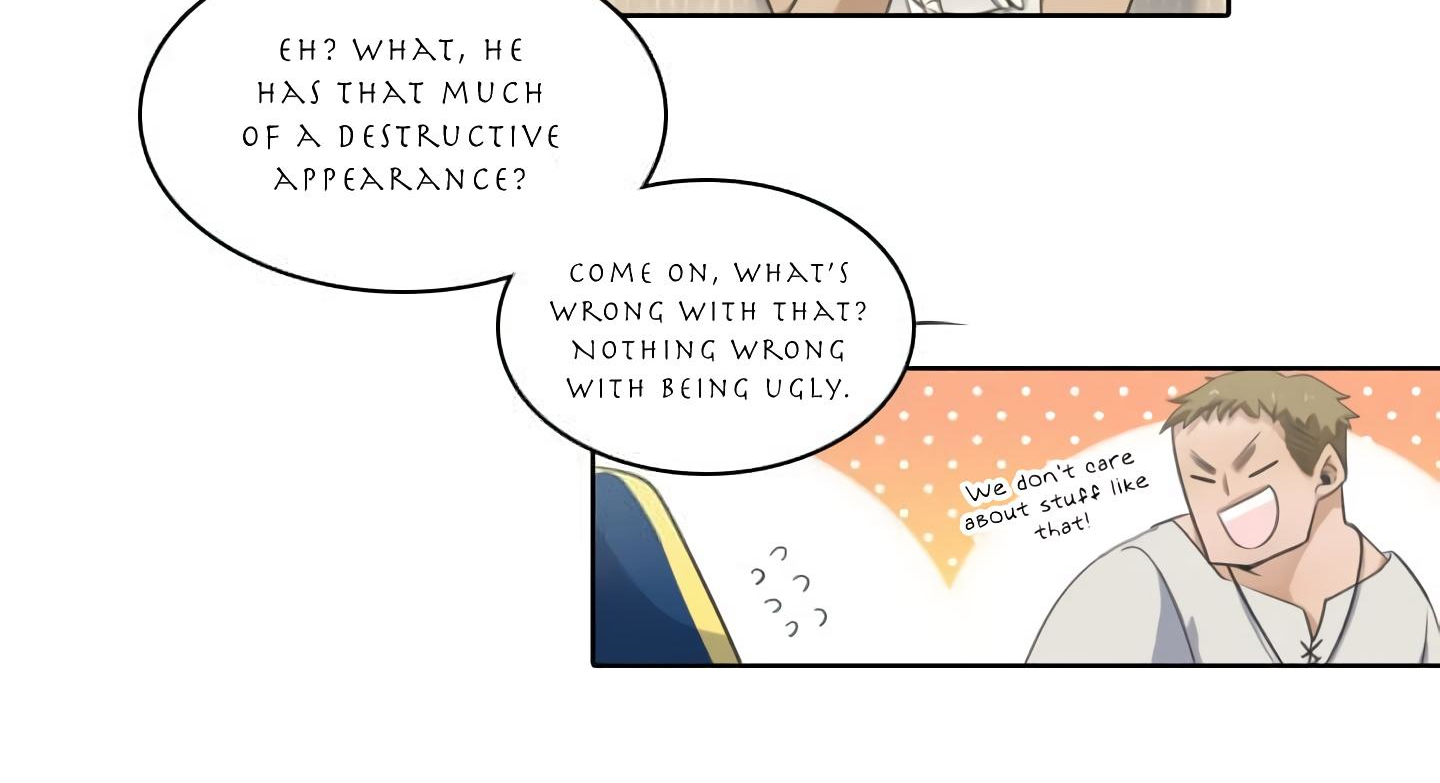 EH? WHAT, HE
HAS THAT MUCH
OF A DESTRUCTIVE
APPEARANCE?
COME ON, WHAT'S
WRONG WITH THAT?
NOTHING WRONG
WITH BEING UGLY.
We don't care
about stuff like
that!